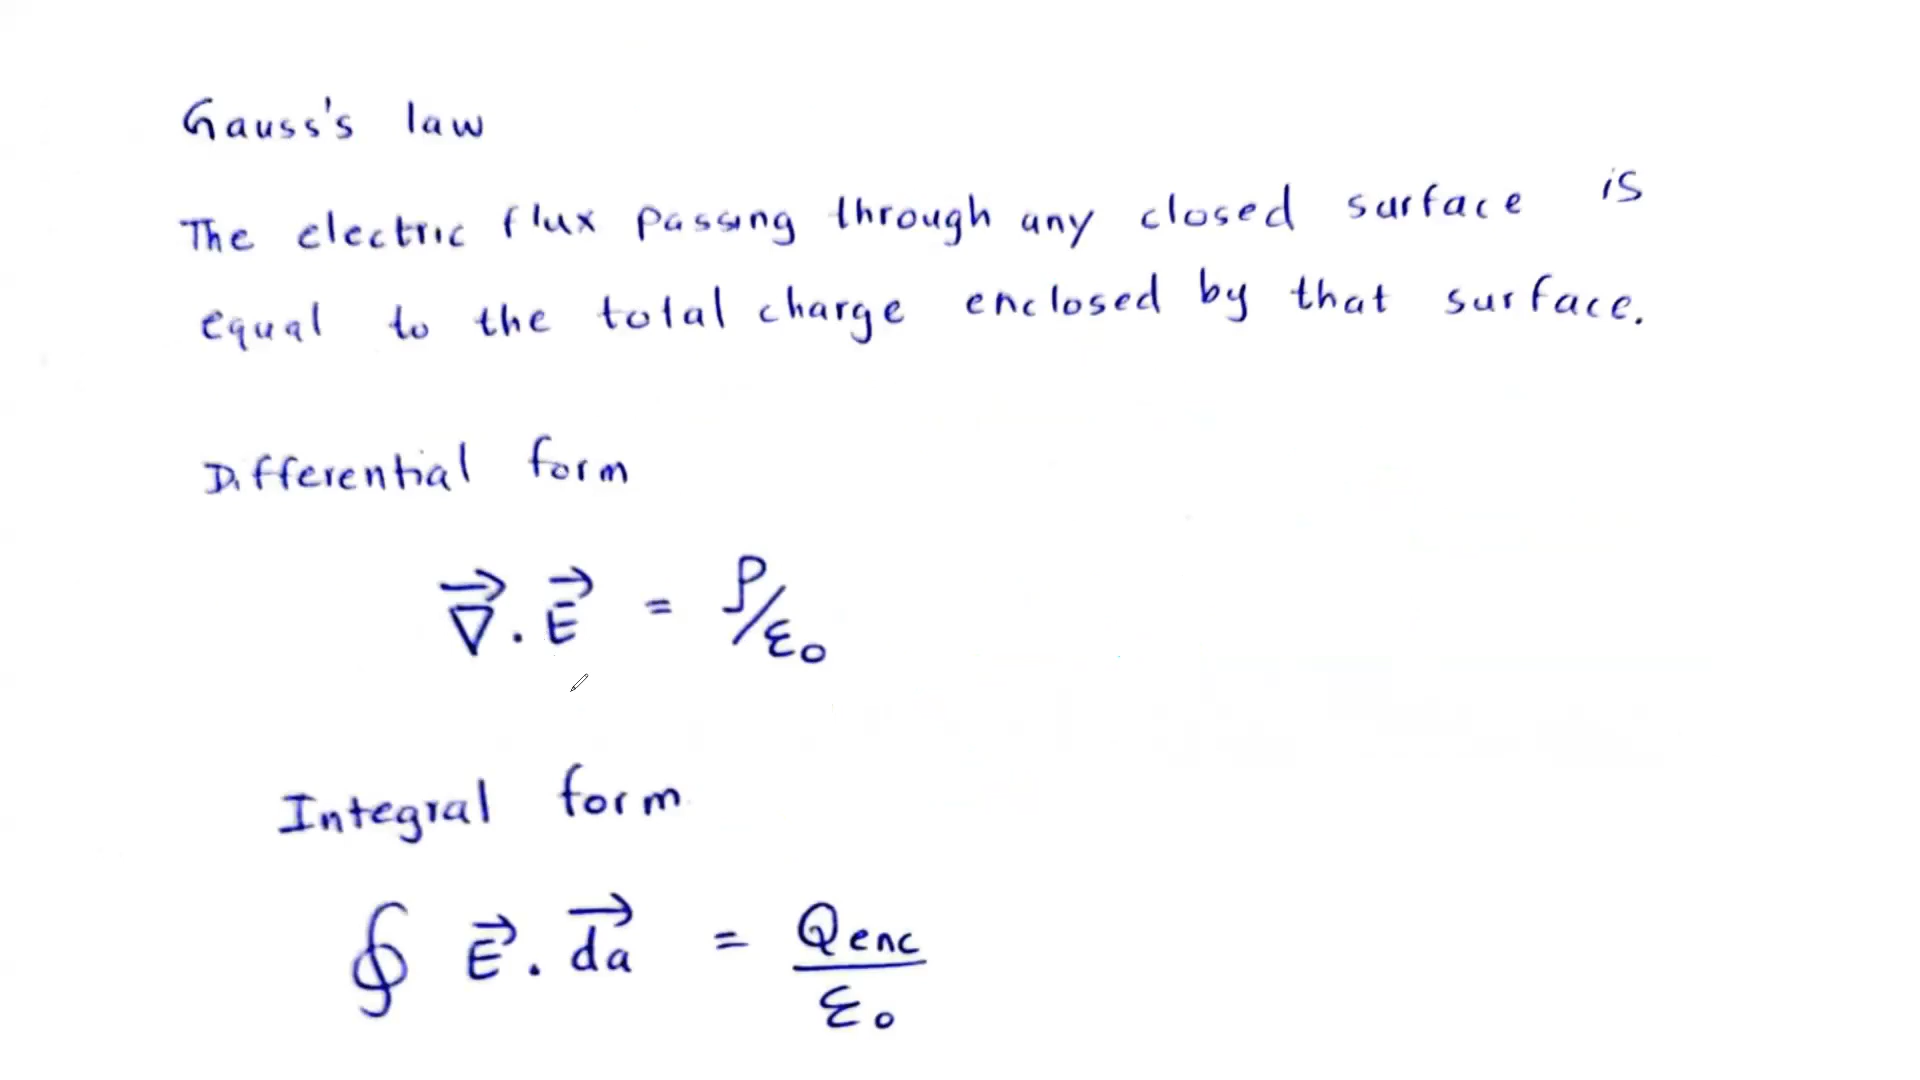 Gauss's law
The electric flux passing through any closed surface is
equal to the total charge enclosed by that surface.
Differential form
∇⃗ . E⃗ = ρ/ε₀
Integral form
∮ E⃗ . da⃗ = Qenc/ε₀